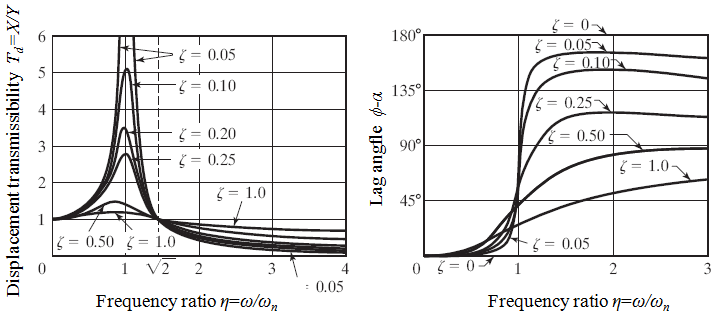 Displacement transmissibility T_d=X/Y
6
5
4
3
2
1
0
1
√2
2
3
4
ζ = 0.05
ζ = 0.10
ζ = 0.20
ζ = 0.25
ζ = 1.0
ζ = 0.50
ζ = 1.0
= 0.05
Frequency ratio η=ω/ω_n
Lag angfle ϕ-α
180°
135°
90°
45°
0
1
2
3
ζ = 0
ζ = 0.05
ζ = 0.10
ζ = 0.25
ζ = 0.50
ζ = 1.0
ζ = 0.05
ζ = 0
Frequency ratio η=ω/ω_n